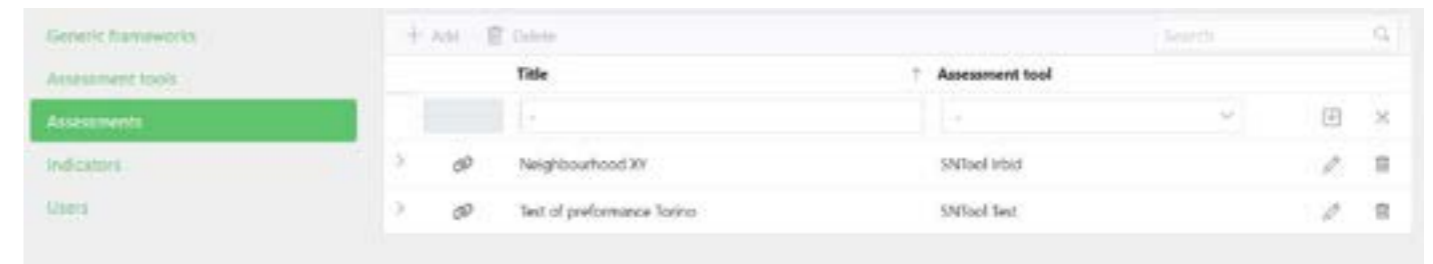 Generic frameworks
Assessment tools
Assessments
Indicators
Users
+ Add Delete Search
Title ↑ Assessment tool
- -
Neighbourhood XY SNTool Irbid
Test of preformance Torino SNTool Test